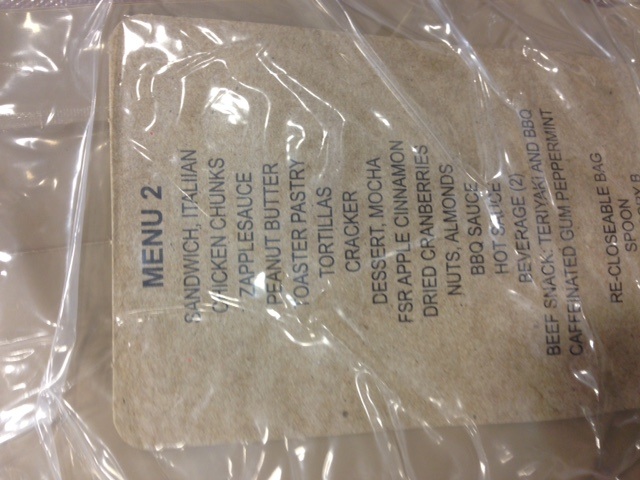 MENU 2
SANDWICH, ITALIIAN
CHICKEN CHUNKS
ZAPPLESAUCE
PEANUT BUTTER
TOASTER PASTRY
TORTILLAS
CRACKER
DESSERT, MOCHA
FSR APPLE CINNAMON
DRIED CRANBERRIES
NUTS, ALMONDS
BBQ SAUCE
HOT SAUCE
BEVERAGE (2)
BEEF SNACK: TERIYAKI AND BBQ
CAFFEINATED GUM PEPPERMINT
RE-CLOSEABLE BAG
SPOON